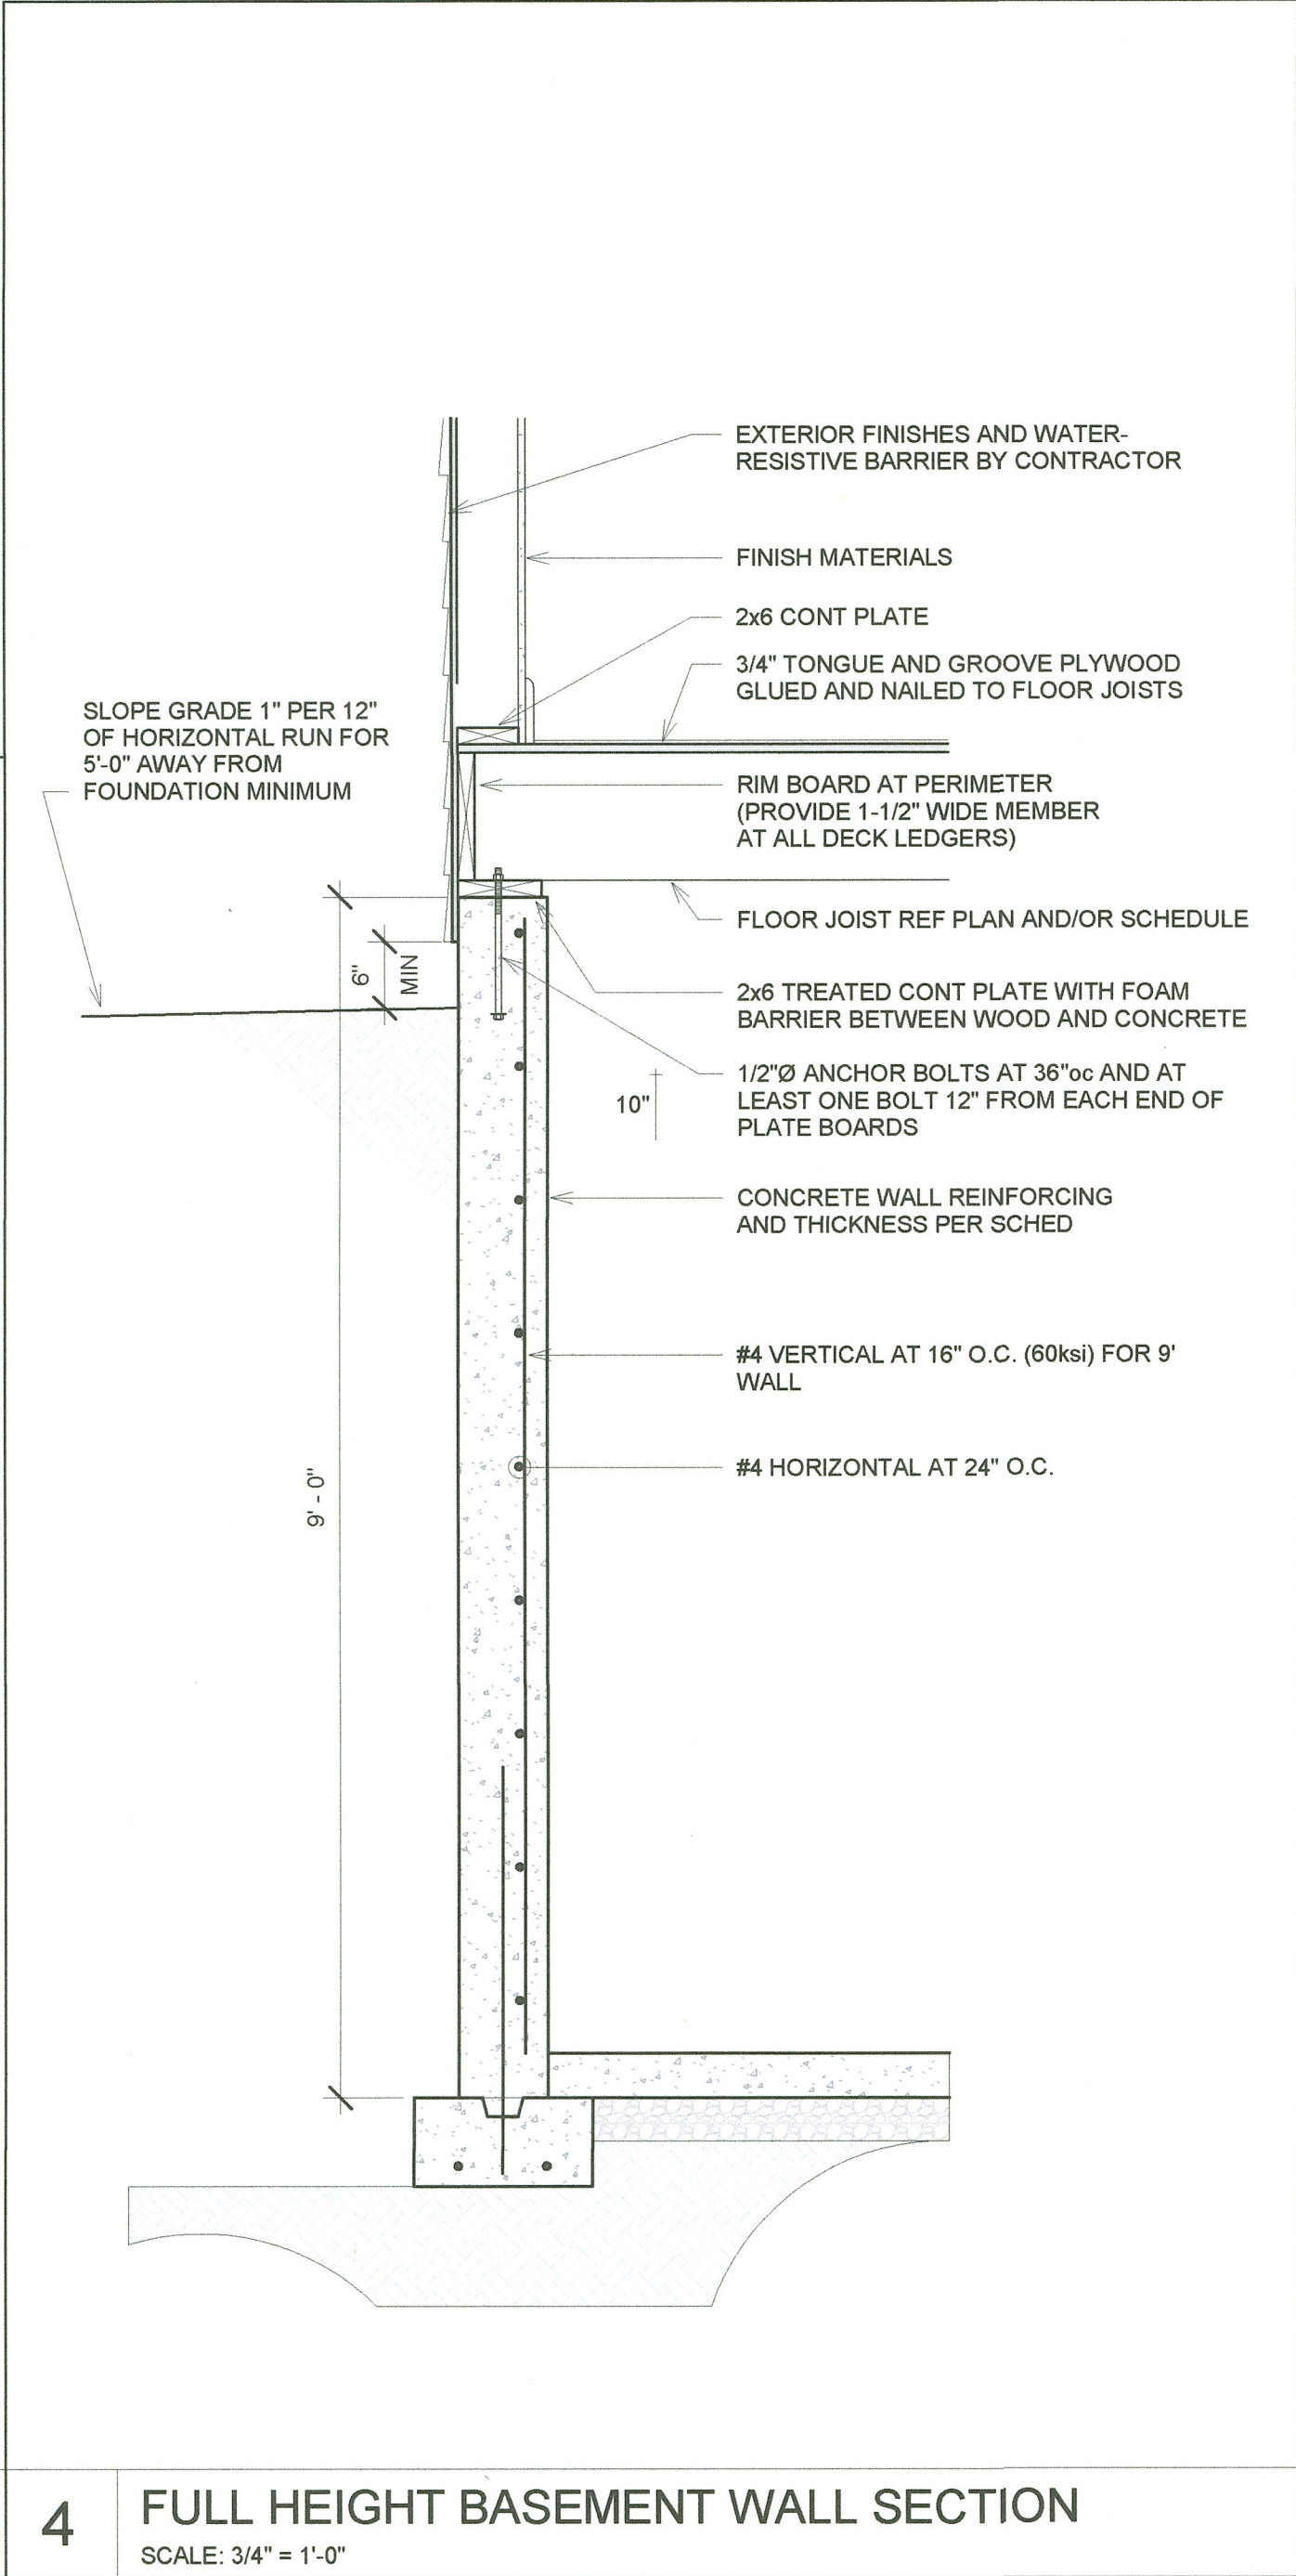 EXTERIOR FINISHES AND WATER-
RESISTIVE BARRIER BY CONTRACTOR
FINISH MATERIALS
2x6 CONT PLATE
3/4" TONGUE AND GROOVE PLYWOOD
GLUED AND NAILED TO FLOOR JOISTS
SLOPE GRADE 1" PER 12"
OF HORIZONTAL RUN FOR
5'-0" AWAY FROM
FOUNDATION MINIMUM
RIM BOARD AT PERIMETER
(PROVIDE 1-1/2" WIDE MEMBER
AT ALL DECK LEDGERS)
FLOOR JOIST REF PLAN AND/OR SCHEDULE
6"
MIN
2x6 TREATED CONT PLATE WITH FOAM
BARRIER BETWEEN WOOD AND CONCRETE
1/2"Ø ANCHOR BOLTS AT 36"oc AND AT
LEAST ONE BOLT 12" FROM EACH END OF
PLATE BOARDS
10"
CONCRETE WALL REINFORCING
AND THICKNESS PER SCHED
#4 VERTICAL AT 16" O.C. (60ksi) FOR 9'
WALL
#4 HORIZONTAL AT 24" O.C.
9' - 0"
4
FULL HEIGHT BASEMENT WALL SECTION
SCALE: 3/4" = 1'-0"